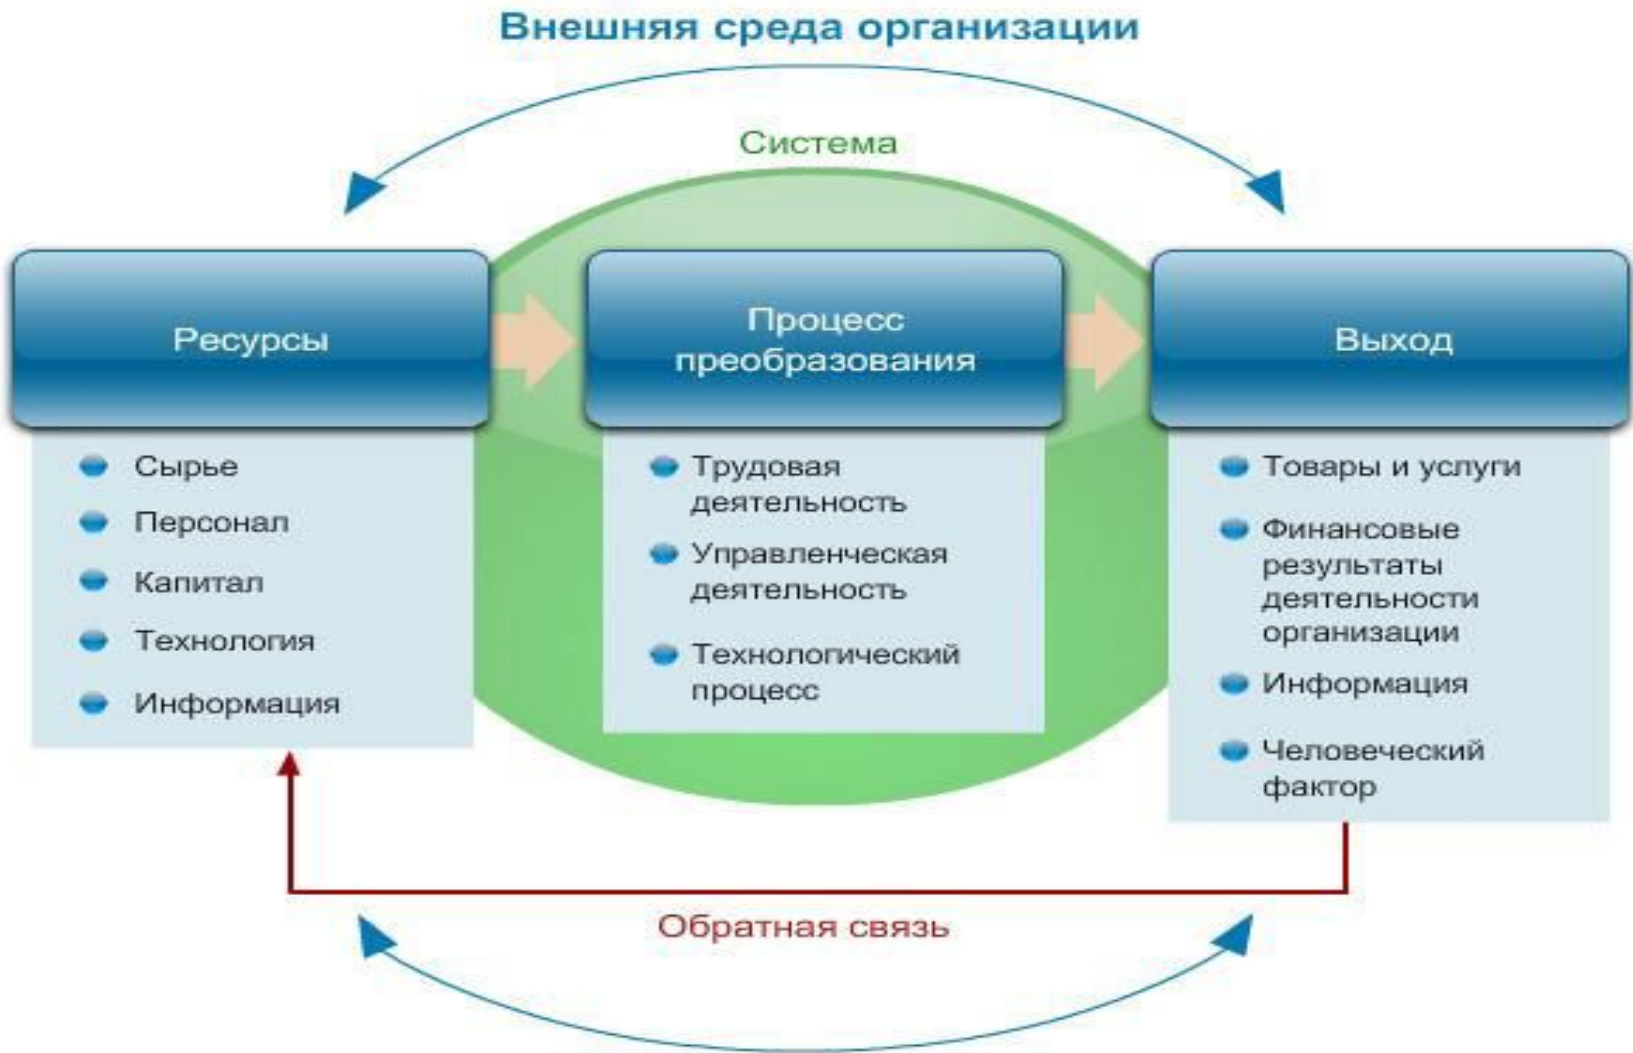 Внешняя среда организации
Система
Ресурсы
Сырье
Персонал
Капитал
Технология
Информация
Процесс
преобразования
Трудовая
деятельность
Управленческая
деятельность
Технологический
процесс
Выход
Товары и услуги
Финансовые
результаты
деятельности
организации
Информация
Человеческий
фактор
Обратная связь